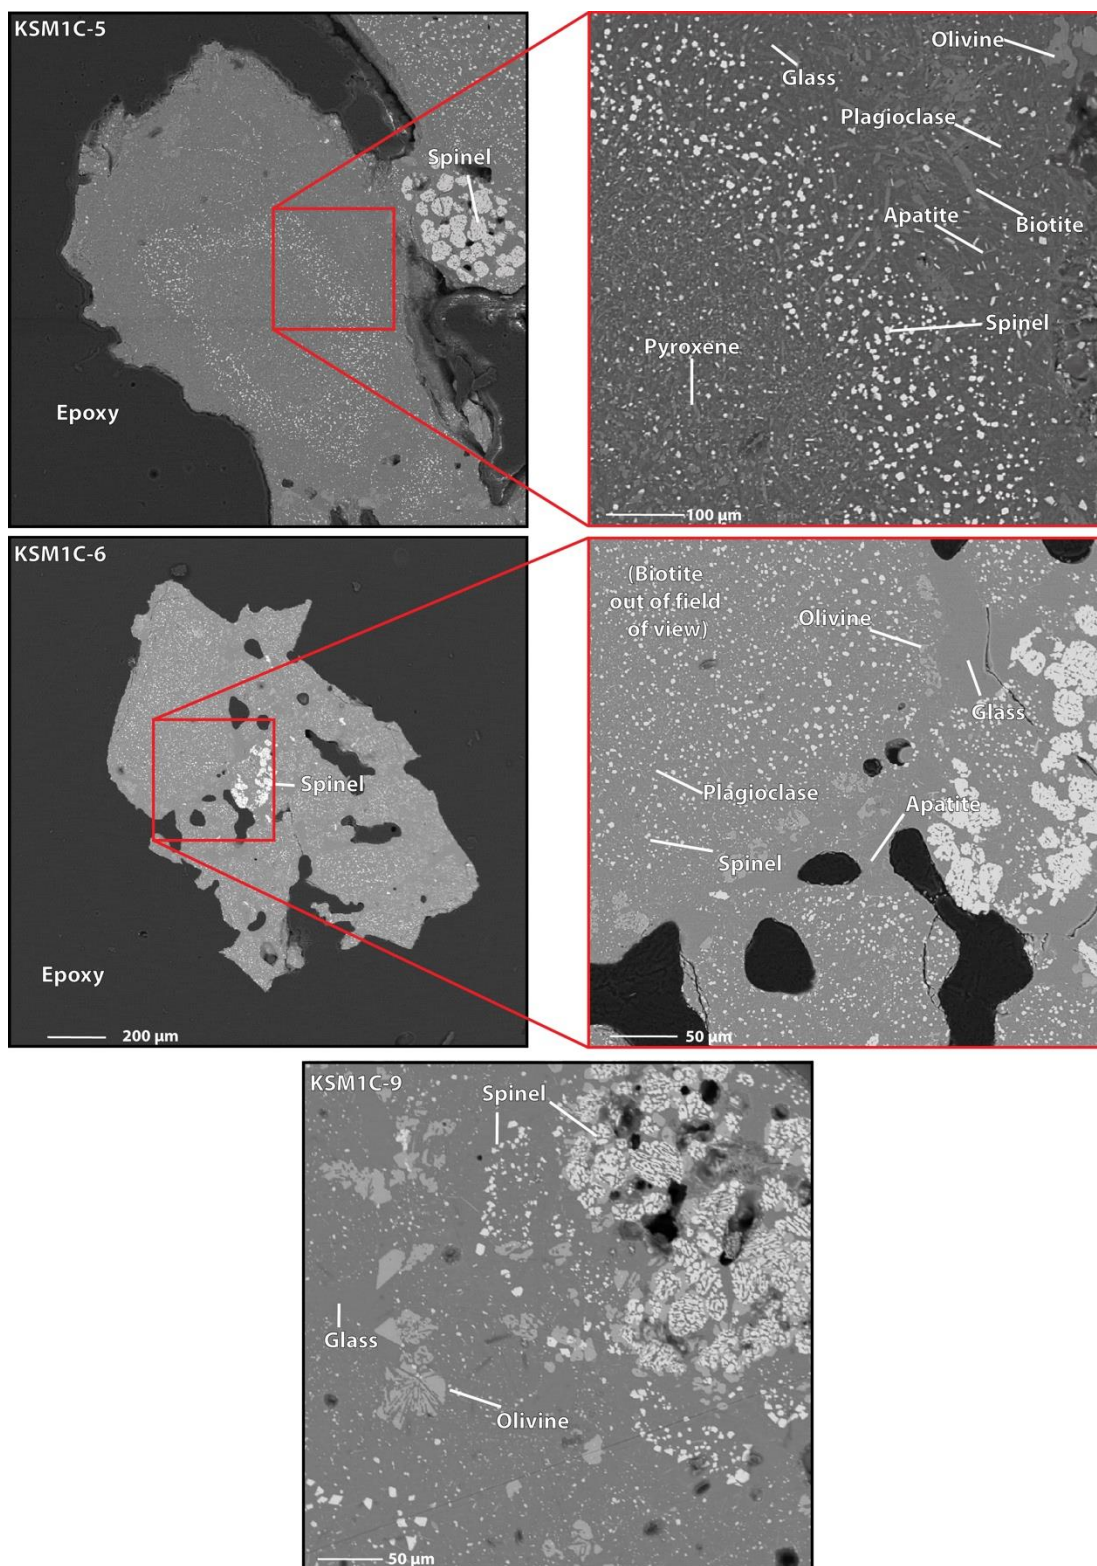 KSM1C-5
Spinel
Epoxy
Olivine
Glass
Plagioclase
Apatite
Biotite
Spinel
Pyroxene
100 µm
KSM1C-6
Spinel
Epoxy
200 µm
(Biotite
out of field
of view)
Olivine
Glass
Plagioclase
Apatite
Spinel
50 µm
KSM1C-9
Spinel
Glass
Olivine
50 µm